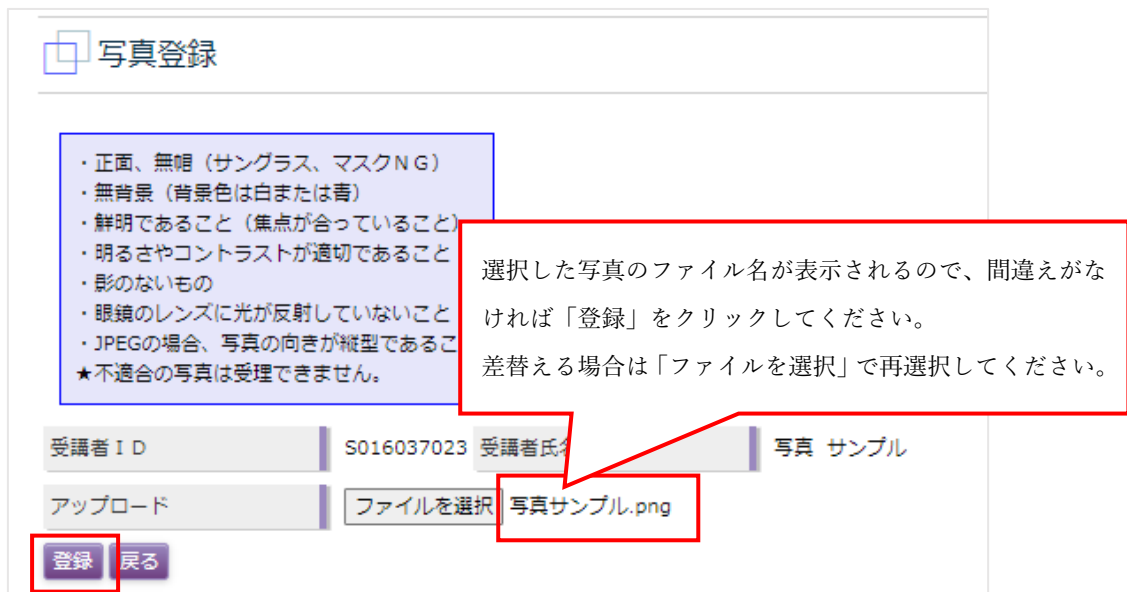 写真登録
・正面、無帽（サングラス、マスクＮＧ）
・無背景（背景色は白または青）
・鮮明であること（焦点が合っていること）
・明るさやコントラストが適切であること
・影のないもの
・眼鏡のレンズに光が反射していないこと
・JPEGの場合、写真の向きが縦型であるこ
★不適合の写真は受理できません。
選択した写真のファイル名が表示されるので、間違えがな
ければ「登録」をクリックしてください。
差替える場合は「ファイルを選択」で再選択してください。
受講者ＩＤ S016037023 受講者氏名 写真 サンプル
アップロード ファイルを選択 写真サンプル.png
登録 戻る